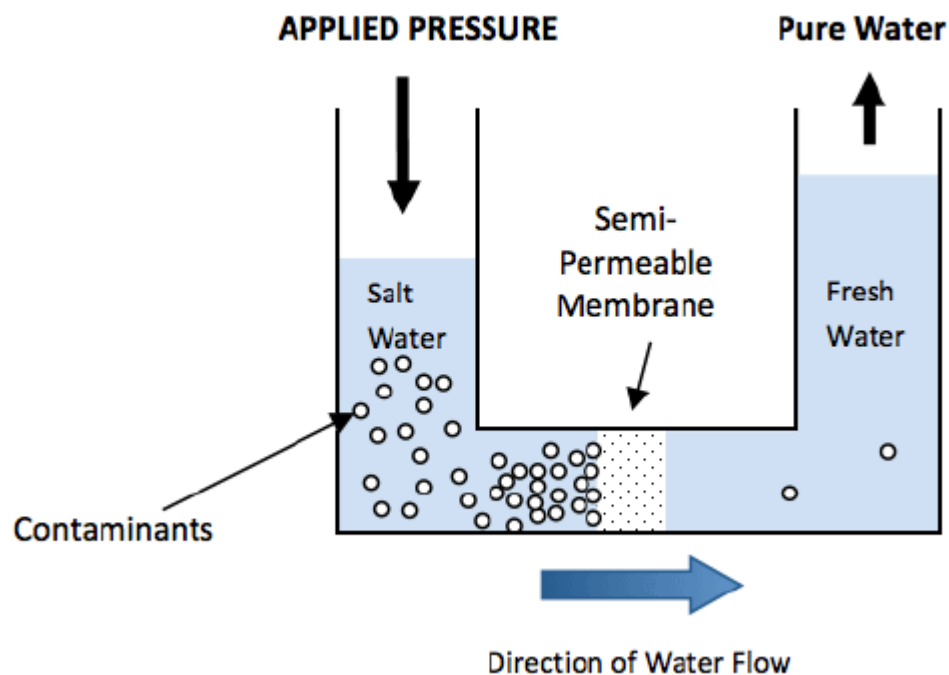 APPLIED PRESSURE
Pure Water
Semi-
Permeable
Membrane
Salt
Water
Fresh
Water
Contaminants
Direction of Water Flow